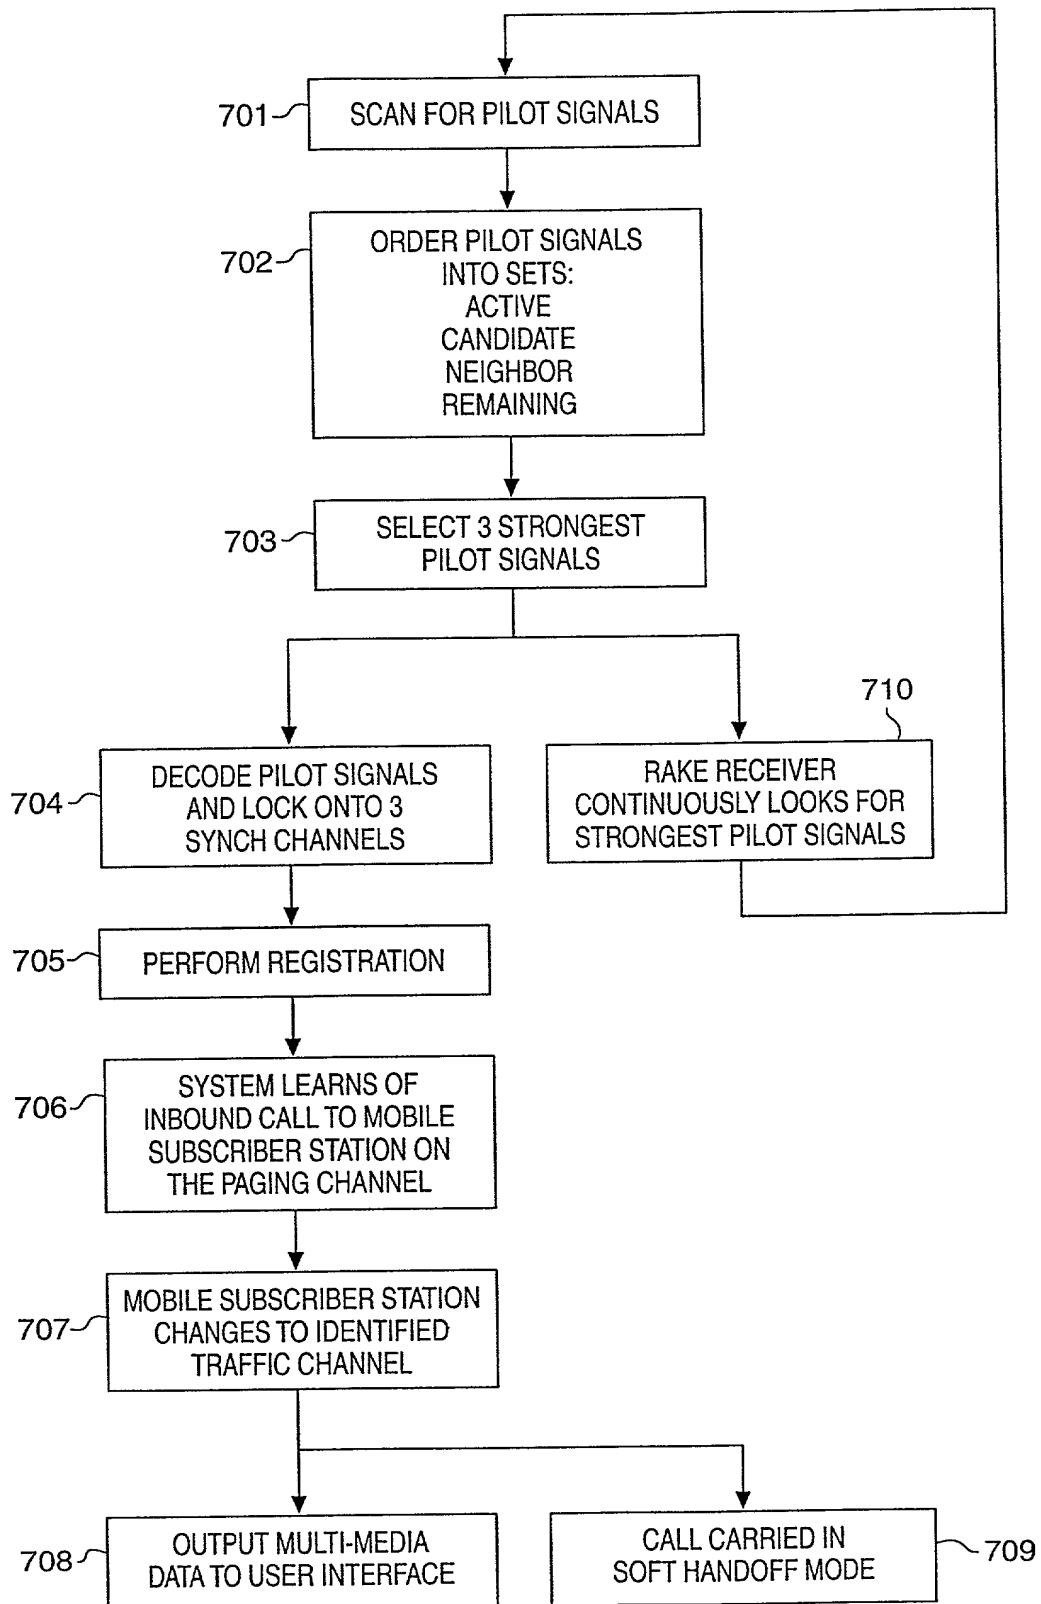 701
SCAN FOR PILOT SIGNALS
702
ORDER PILOT SIGNALS
INTO SETS:
ACTIVE
CANDIDATE
NEIGHBOR
REMAINING
703
SELECT 3 STRONGEST
PILOT SIGNALS
704
DECODE PILOT SIGNALS
AND LOCK ONTO 3
SYNCH CHANNELS
710
RAKE RECEIVER
CONTINUOUSLY LOOKS FOR
STRONGEST PILOT SIGNALS
705
PERFORM REGISTRATION
706
SYSTEM LEARNS OF
INBOUND CALL TO MOBILE
SUBSCRIBER STATION ON
THE PAGING CHANNEL
707
MOBILE SUBSCRIBER STATION
CHANGES TO IDENTIFIED
TRAFFIC CHANNEL
708
OUTPUT MULTI-MEDIA
DATA TO USER INTERFACE
CALL CARRIED IN
SOFT HANDOFF MODE
709